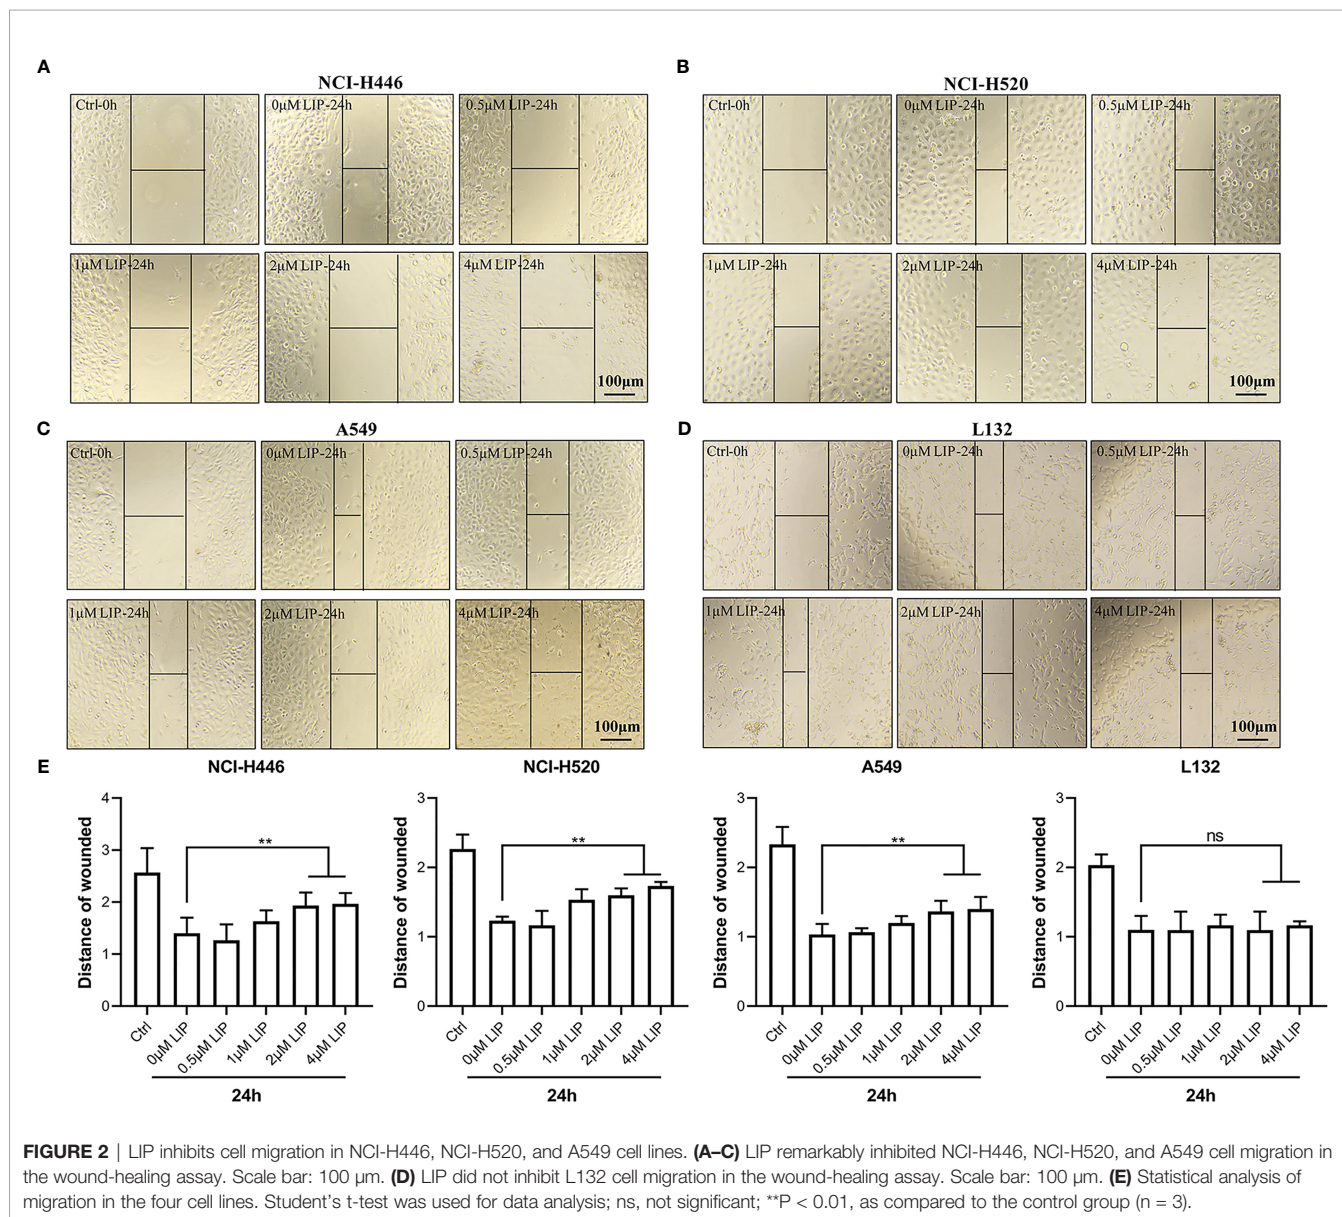 A
NCI-H446
Ctrl-0h
0μM LIP-24h
0.5μM LIP-24h
1μM LIP-24h
2μM LIP-24h
4μM LIP-24h
100μm
B
NCI-H520
Ctrl-0h
0μM LIP-24h
0.5μM LIP-24h
1μM LIP-24h
2μM LIP-24h
4μM LIP-24h
100μm
C
A549
Ctrl-0h
0μM LIP-24h
0.5μM LIP-24h
1μM LIP-24h
2μM LIP-24h
4μM LIP-24h
100μm
D
L132
Ctrl-0h
0μM LIP-24h
0.5μM LIP-24h
1μM LIP-24h
2μM LIP-24h
4μM LIP-24h
100μm
E
NCI-H446
Distance of wounded
4
3
2
1
0
**
Ctrl
0μM LIP
0.5μM LIP
1μM LIP
2μM LIP
4μM LIP
24h
NCI-H520
Distance of wounded
3
2
1
0
**
Ctrl
0μM LIP
0.5μM LIP
1μM LIP
2μM LIP
4μM LIP
24h
A549
Distance of wounded
3
2
1
0
**
Ctrl
0μM LIP
0.5μM LIP
1μM LIP
2μM LIP
4μM LIP
24h
L132
Distance of wounded
3
2
1
0
ns
Ctrl
0μM LIP
0.5μM LIP
1μM LIP
2μM LIP
4μM LIP
24h
FIGURE 2 | LIP inhibits cell migration in NCI-H446, NCI-H520, and A549 cell lines. (A–C) LIP remarkably inhibited NCI-H446, NCI-H520, and A549 cell migration in
the wound-healing assay. Scale bar: 100 μm. (D) LIP did not inhibit L132 cell migration in the wound-healing assay. Scale bar: 100 μm. (E) Statistical analysis of
migration in the four cell lines. Student's t-test was used for data analysis; ns, not significant; **P < 0.01, as compared to the control group (n = 3).